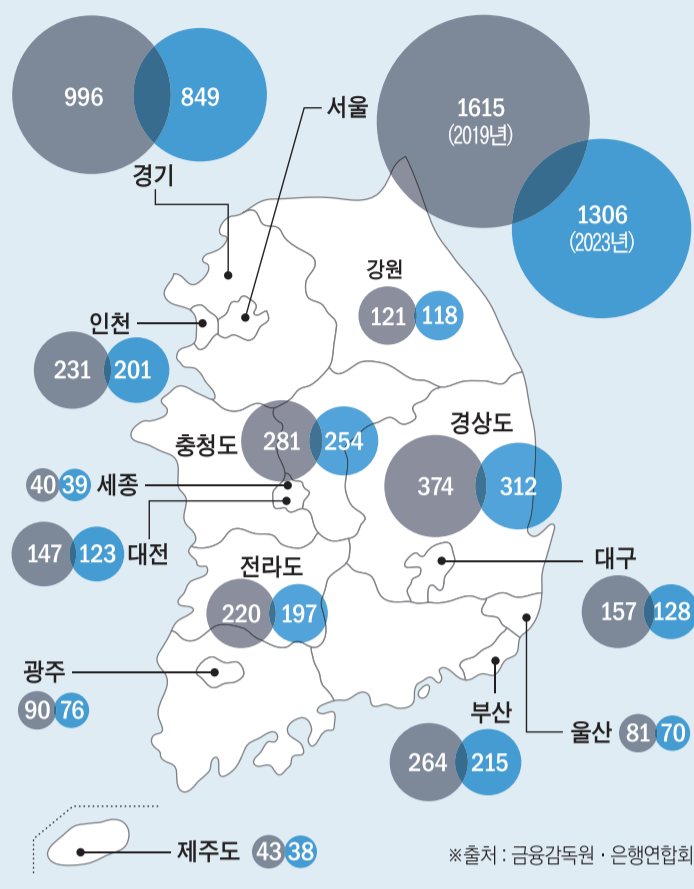 996 849
경기
서울
1615
(2019년)
1306
(2023년)
강원
121 118
인천
231 201
충청도 281 254
경상도
374 312
40 39 세종
147 123 대전
전라도
220 197
대구
157 128
광주
90 76
부산
264 215
울산 81 70
제주도 43 38
※출처 : 금융감독원 · 은행연합회